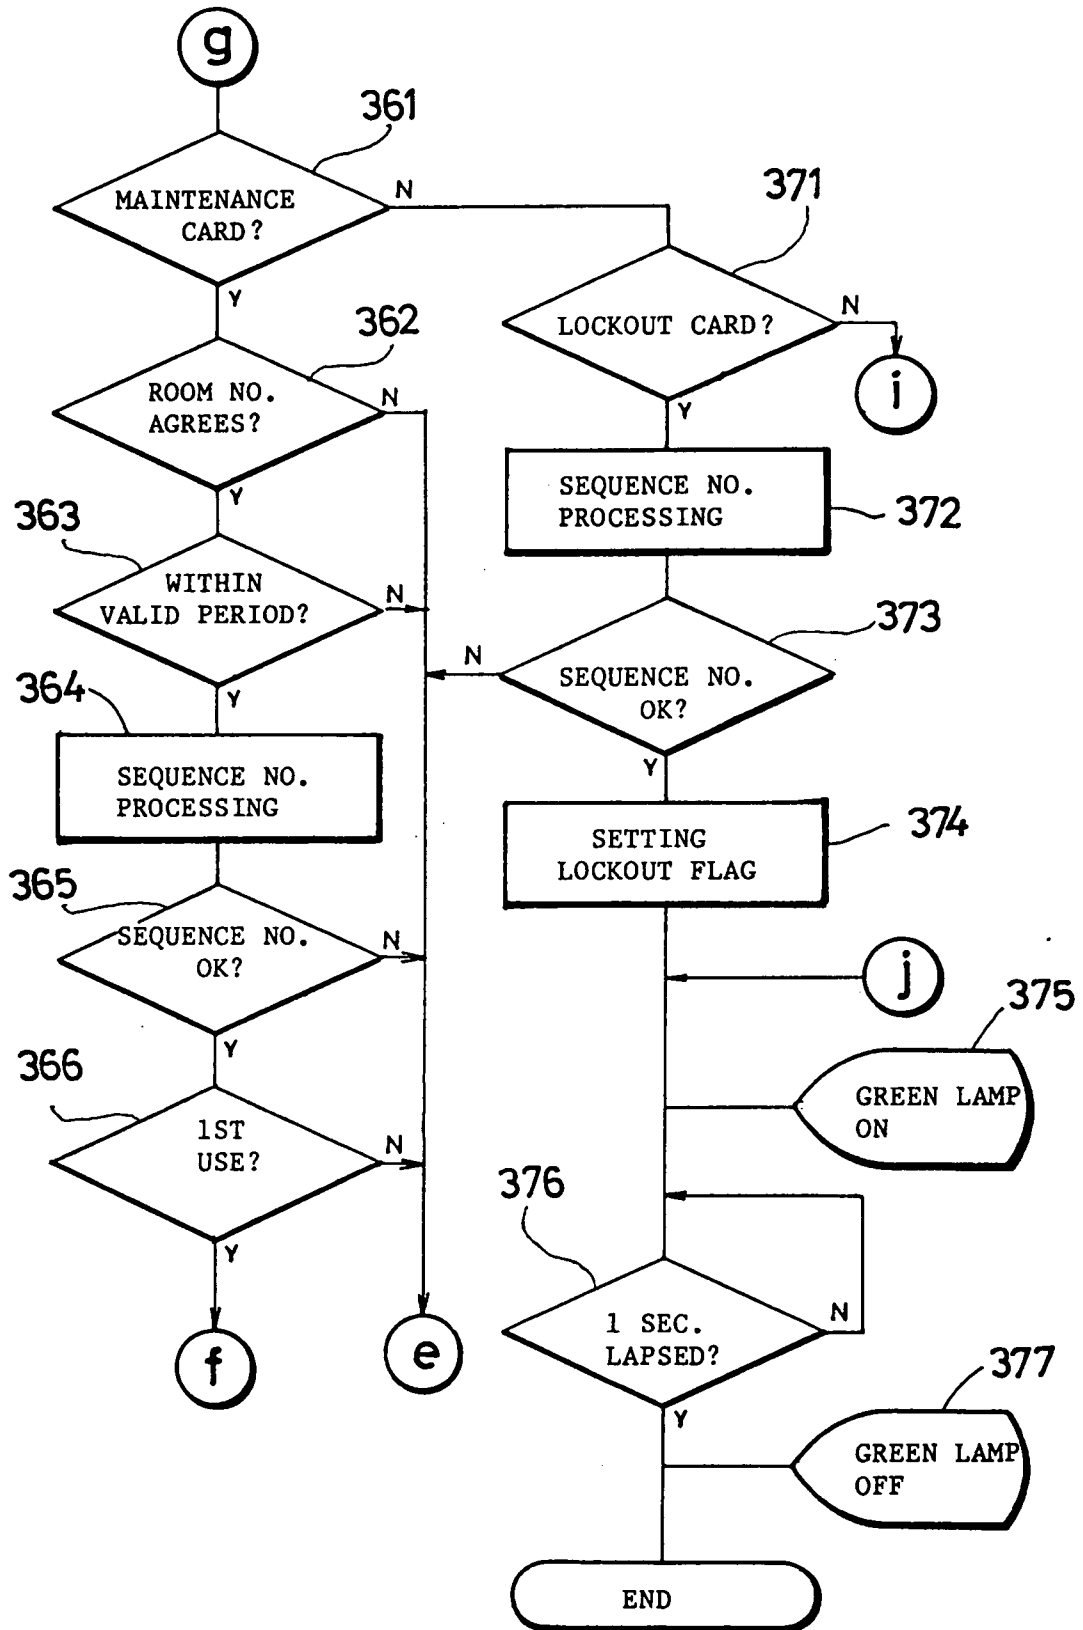 g
361
MAINTENANCE
CARD?
N
Y
371
LOCKOUT CARD?
N
Y
i
362
ROOM NO.
AGREES?
N
Y
372
SEQUENCE NO.
PROCESSING
363
WITHIN
VALID PERIOD?
N
Y
373
SEQUENCE NO.
OK?
N
Y
364
SEQUENCE NO.
PROCESSING
374
SETTING
LOCKOUT FLAG
365
SEQUENCE NO.
OK?
N
Y
j
375
GREEN LAMP
ON
366
1ST
USE?
N
Y
376
1 SEC.
LAPSED?
N
Y
f
e
377
GREEN LAMP
OFF
END